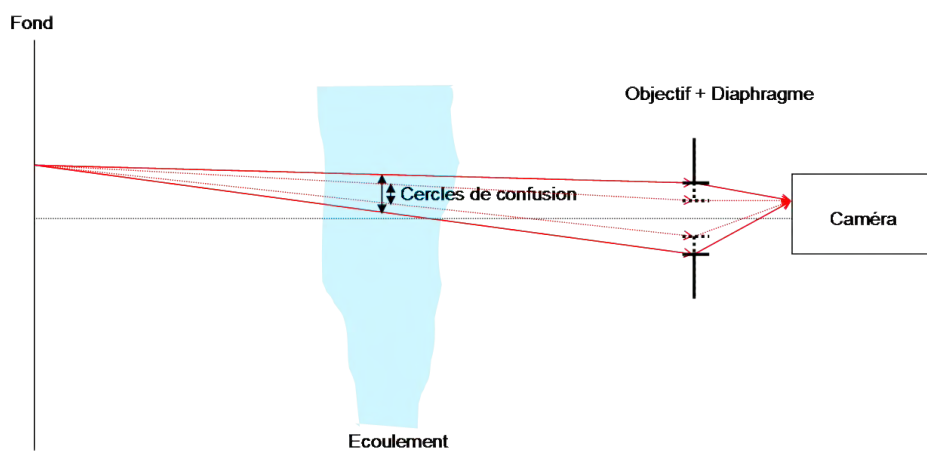 Fond
Objectif + Diaphragme
Cercles de confusion
Caméra
Ecoulement